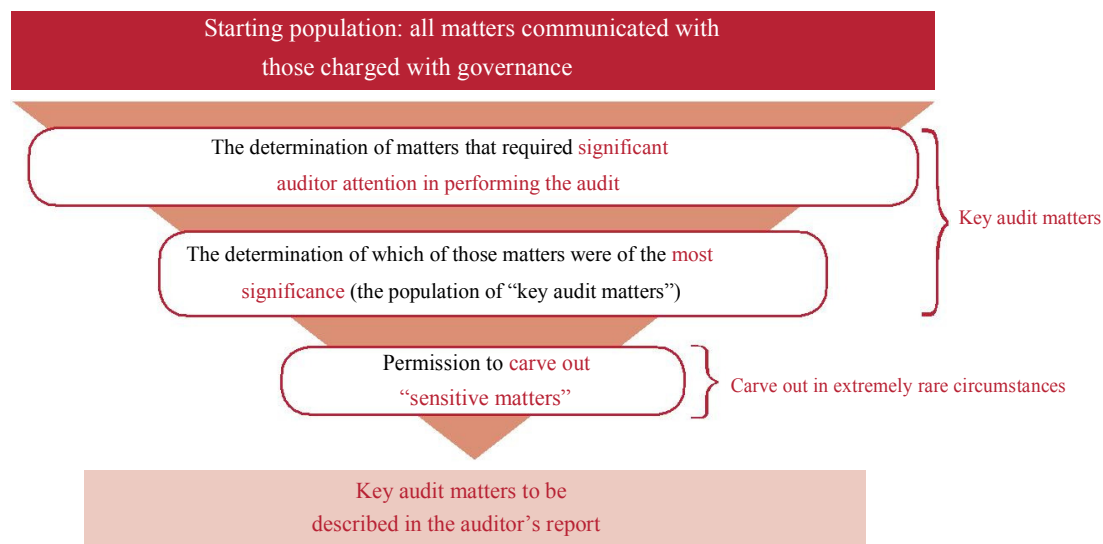 Starting population: all matters communicated with
those charged with governance
The determination of matters that required significant
auditor attention in performing the audit
Key audit matters
The determination of which of those matters were of the most
significance (the population of “key audit matters”)
Permission to carve out
“sensitive matters”
Carve out in extremely rare circumstances
Key audit matters to be
described in the auditor’s report